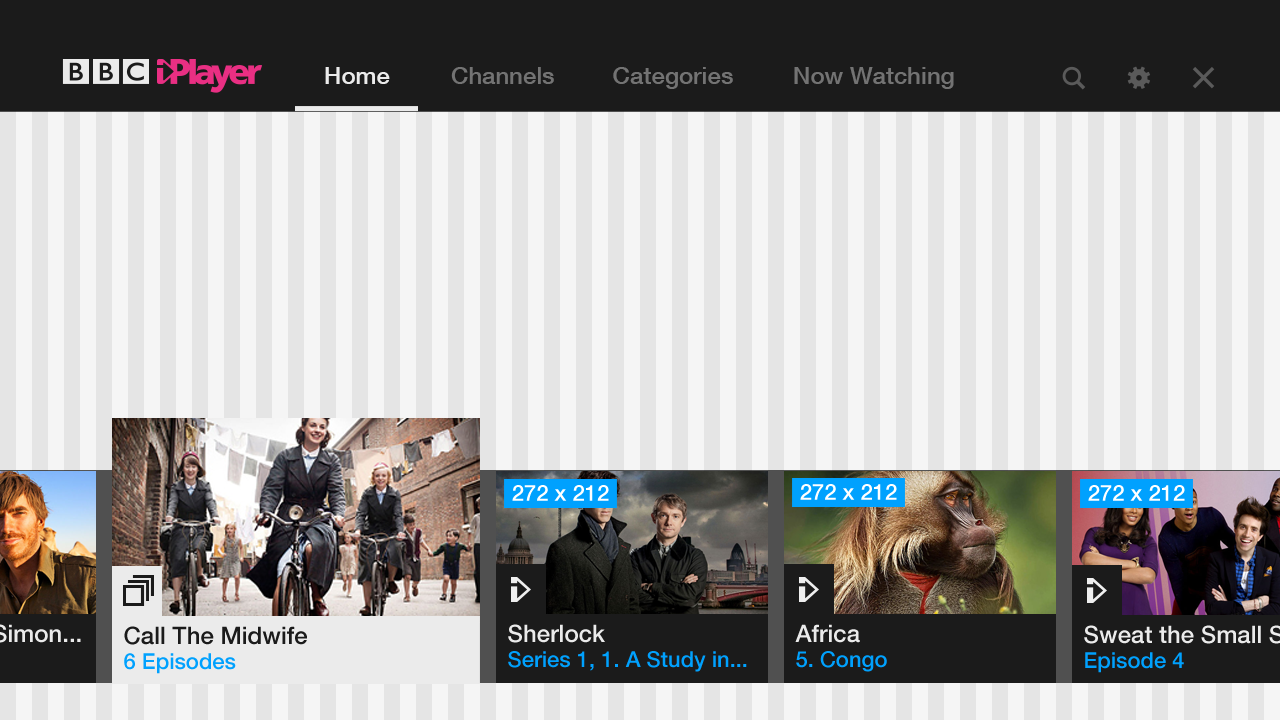 BBC iPlayer
Home
Channels
Categories
Now Watching
Simon...
Call The Midwife
6 Episodes
272 x 212
Sherlock
Series 1, 1. A Study in...
272 x 212
Africa
5. Congo
272 x 212
Sweat the Small S
Episode 4